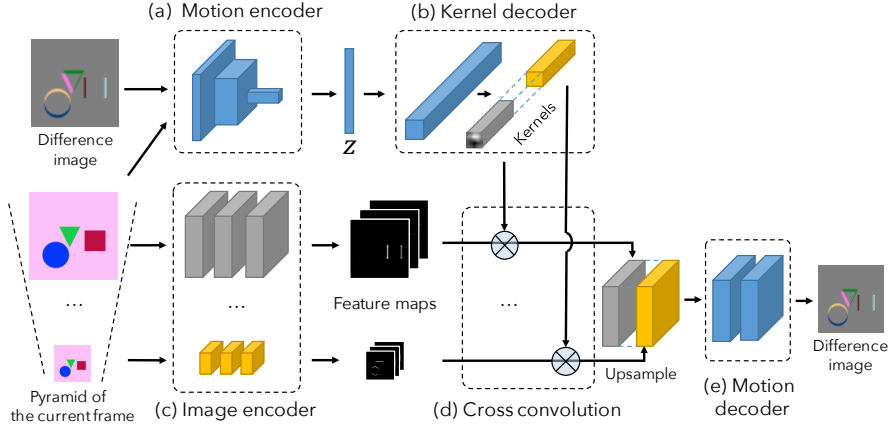 (a) Motion encoder
(b) Kernel decoder
Difference
image
z
Kernels
...
...
...
Feature maps
Pyramid of
the current frame
(c) Image encoder
(d) Cross convolution
Upsample
(e) Motion
decoder
Difference
image